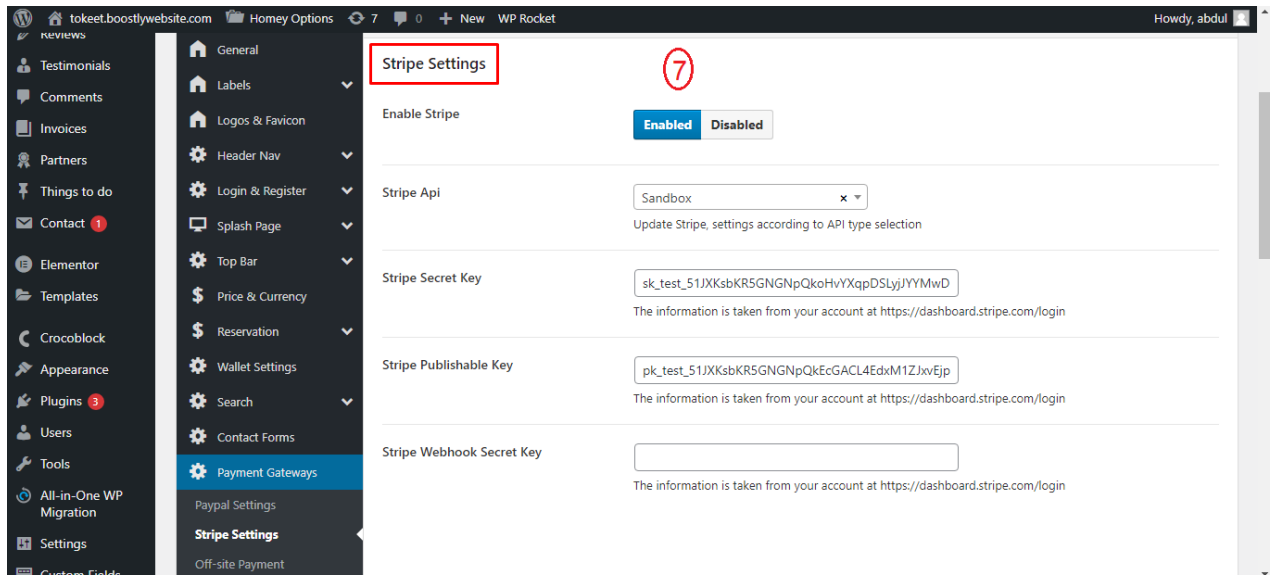 tokeet.boostlywebsite.com Homey Options 7 0 + New WP Rocket Howdy, abdul
Reviews
Testimonials
Comments
Invoices
Partners
Things to do
Contact 1
Elementor
Templates
Crocoblock
Appearance
Plugins 3
Users
Tools
All-in-One WP
Migration
Settings
Custom Fields
General
Labels
Logos & Favicon
Header Nav
Login & Register
Splash Page
Top Bar
Price & Currency
Reservation
Wallet Settings
Search
Contact Forms
Payment Gateways
Paypal Settings
Stripe Settings
Off-site Payment
Stripe Settings
7
Enable Stripe
Enabled Disabled
Stripe Api
Sandbox
Update Stripe, settings according to API type selection
Stripe Secret Key
sk_test_51JXKsbKR5GNGNpQkoHvYXqpDSLyjJYYMwD
The information is taken from your account at https://dashboard.stripe.com/login
Stripe Publishable Key
pk_test_51JXKsbKR5GNGNpQkEcGACL4EdxM1ZJxvEjp
The information is taken from your account at https://dashboard.stripe.com/login
Stripe Webhook Secret Key
The information is taken from your account at https://dashboard.stripe.com/login